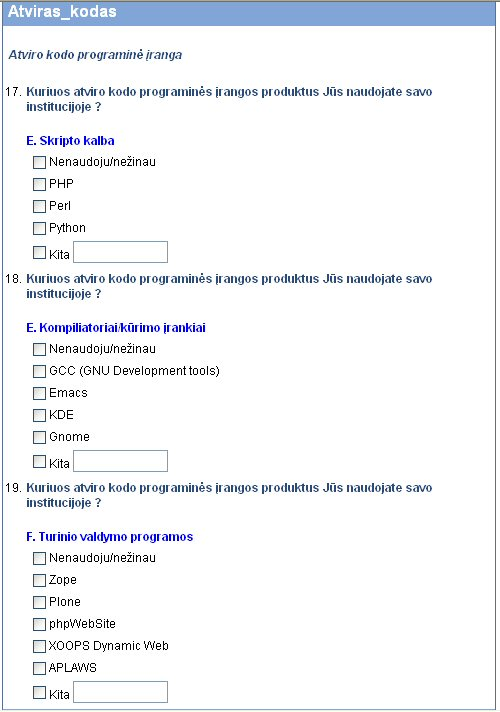 Atviras_kodas
Atviro kodo programinė įranga
17. Kuriuos atviro kodo programinės įrangos produktus Jūs naudojate savo
institucijoje ?
E. Skripto kalba
Nenaudoju/nežinau
PHP
Perl
Python
Kita
18. Kuriuos atviro kodo programinės įrangos produktus Jūs naudojate savo
institucijoje ?
E. Kompiliatoriai/kūrimo įrankiai
Nenaudoju/nežinau
GCC (GNU Development tools)
Emacs
KDE
Gnome
Kita
19. Kuriuos atviro kodo programinės įrangos produktus Jūs naudojate savo
institucijoje ?
F. Turinio valdymo programos
Nenaudoju/nežinau
Zope
Plone
phpWebSite
XOOPS Dynamic Web
APLAWS
Kita